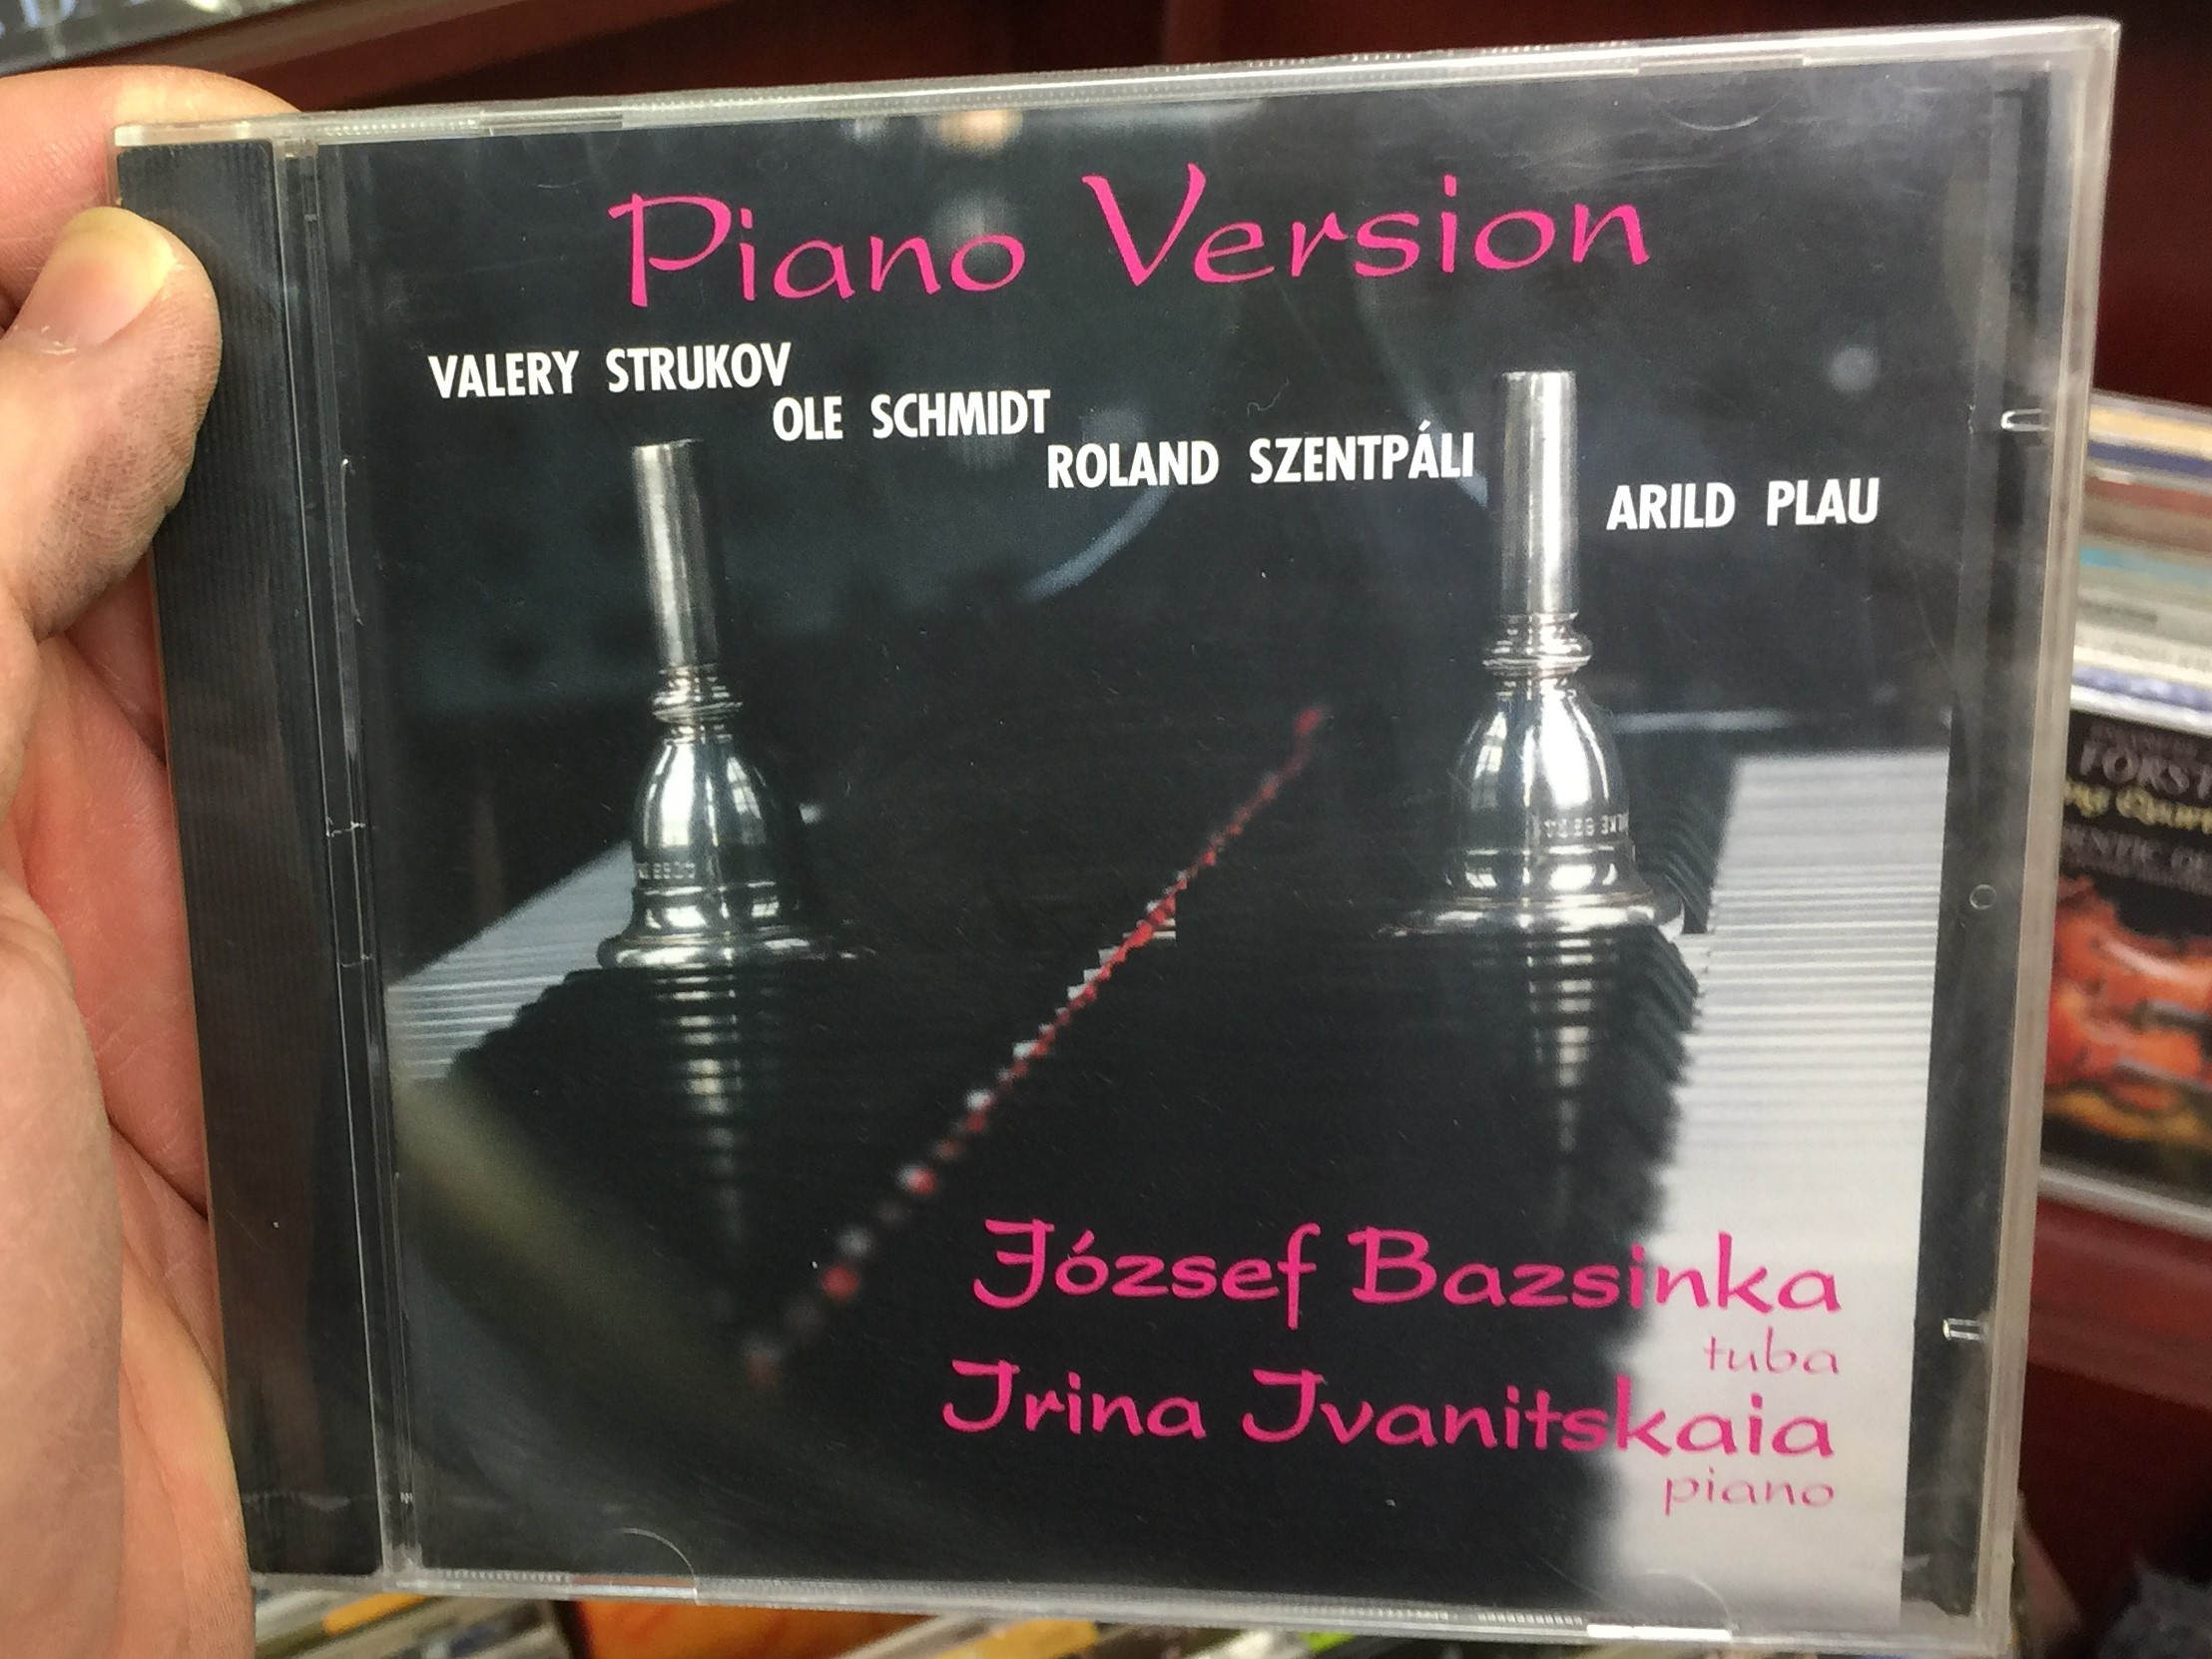 Piano Version
VALERY STRUKOV
OLE SCHMIDT
ROLAND SZENTPÁLI
ARILD PLAU
József Bazsinka
tuba
Irina Ivanitskaia
piano